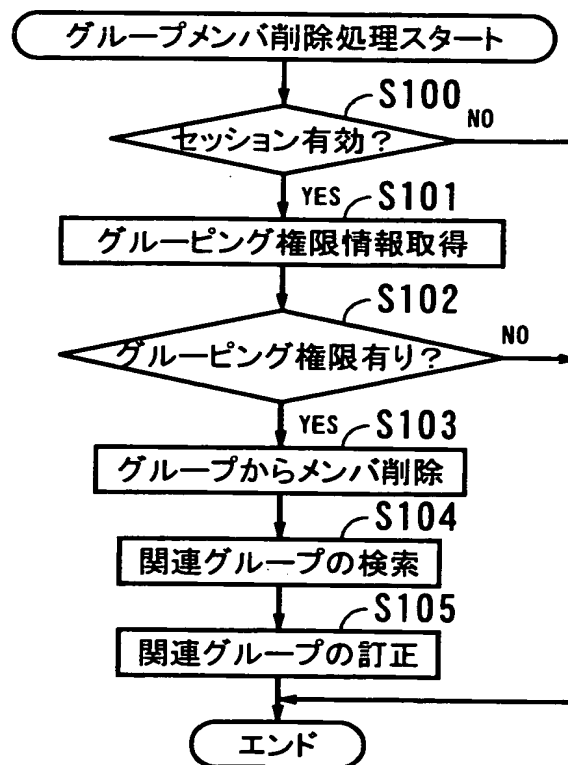 グループメンバ削除処理スタート
S100
セッション有効?
NO
YES
S101
グルーピング権限情報取得
S102
グルーピング権限有り?
NO
YES
S103
グループからメンバ削除
S104
関連グループの検索
S105
関連グループの訂正
エンド